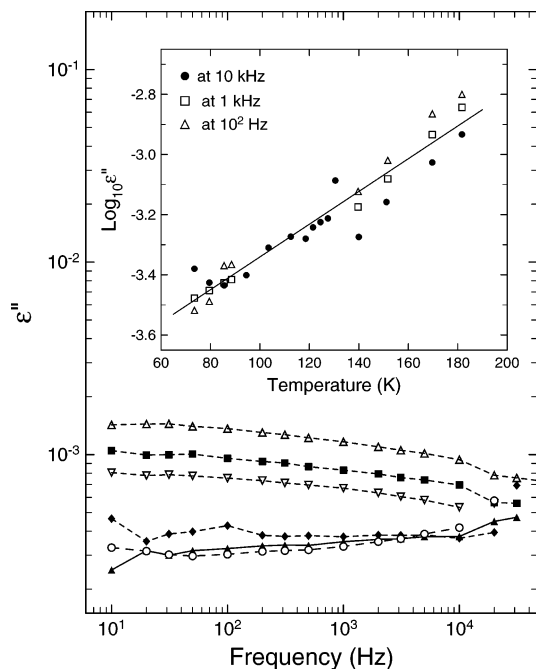 10⁻¹
10⁻²
10⁻³
ε"
10¹ 10² 10³ 10⁴
Frequency (Hz)
at 10 kHz
at 1 kHz
at 10² Hz
-2.8
-3.0
-3.2
-3.4
-3.6
Log₁₀ε"
60 80 100 120 140 160 180 200
Temperature (K)